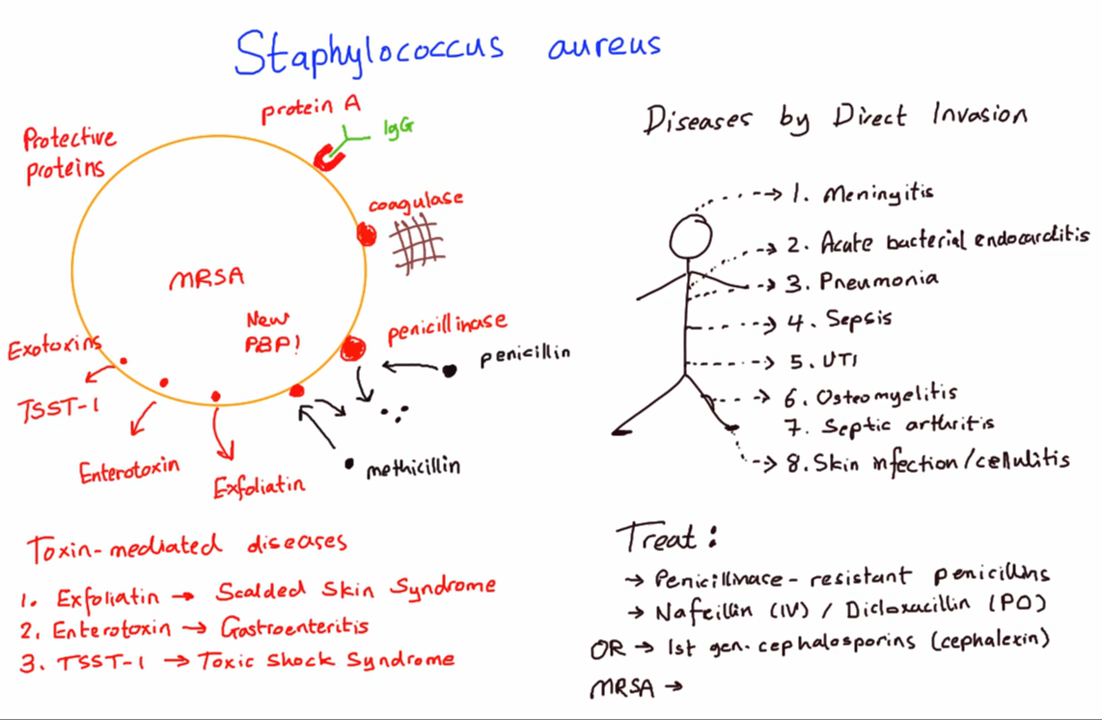 Staphylococcus aureus
Protective
proteins
protein A
IgG
coagulase
MRSA
New
PBP!
penicillinase
penicillin
methicillin
Exotoxins
TSST-1
Enterotoxin
Exfoliatin
Toxin-mediated diseases
1. Exfoliatin → Scalded Skin Syndrome
2. Enterotoxin → Gastroenteritis
3. TSST-1 → Toxic Shock Syndrome
Diseases by Direct Invasion
1. Meningitis
2. Acute bacterial endocarditis
3. Pneumonia
4. Sepsis
5. UTI
6. Osteomyelitis
7. Septic arthritis
8. Skin infection/cellulitis
Treat:
→ Penicillinase-resistant penicillins
→ Nafcillin (IV) / Dicloxacillin (PO)
OR → 1st gen. cephalosporins (cephalexin)
MRSA →